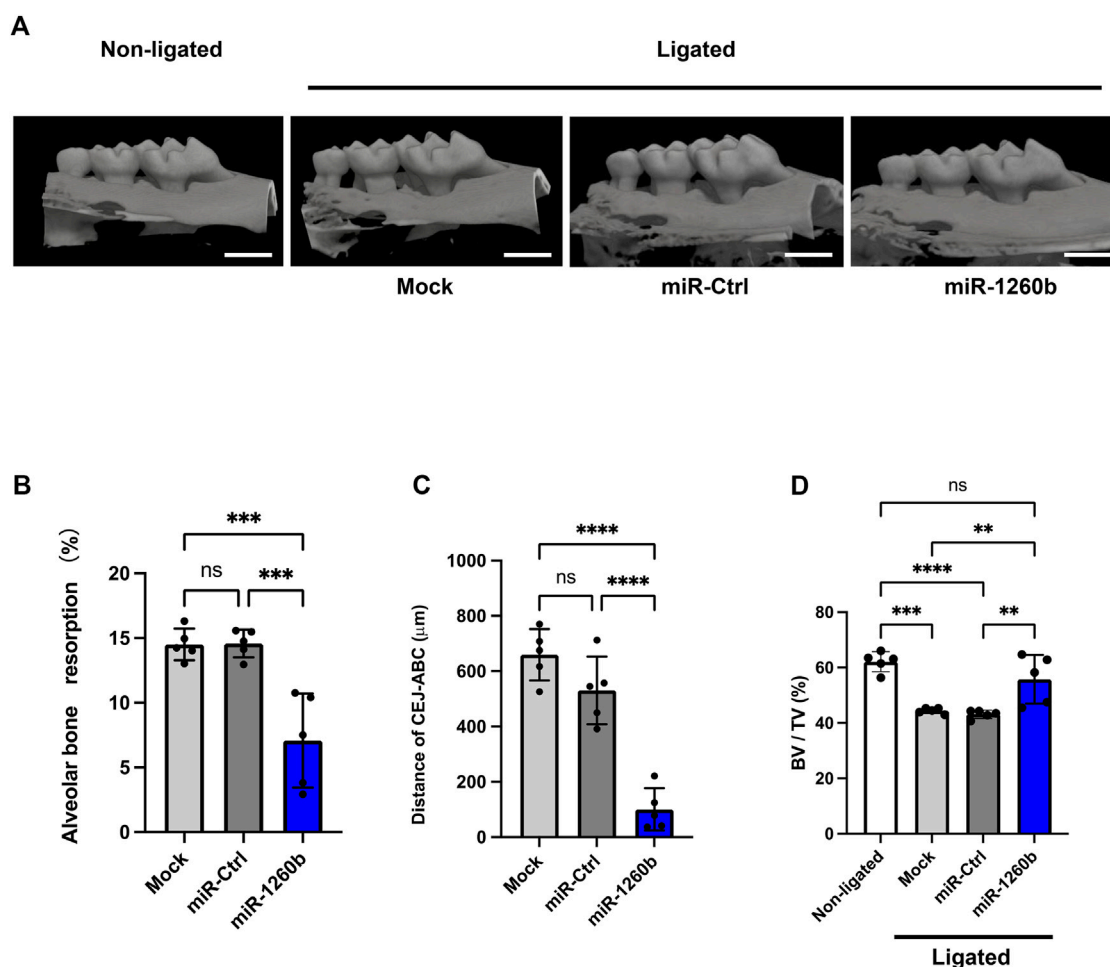 A
Non-ligated
Ligated
Mock
miR-Ctrl
miR-1260b
B
Alveolar bone resorption (%)
20
15
10
5
0
***
ns
***
Mock
miR-Ctrl
miR-1260b
C
Distance of CEJ-ABC (μm)
1000
800
600
400
200
0
****
ns
****
Mock
miR-Ctrl
miR-1260b
D
BV / TV (%)
80
60
40
20
0
ns
**
****
***
**
Non-ligated
Mock
miR-Ctrl
miR-1260b
Ligated